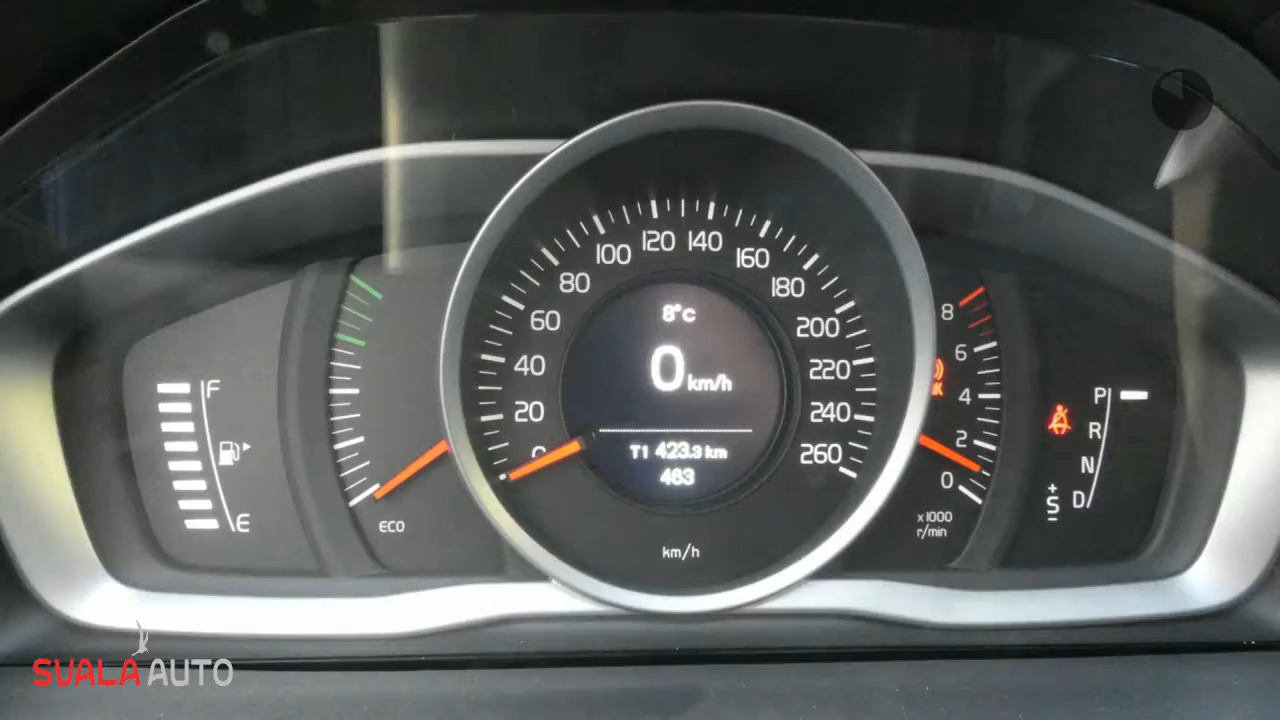 8°C
0 km/h
T1 423.3 km
463
km/h
0
20
40
60
80
100
120
140
160
180
200
220
240
260
F
E
ECO
8
6
4
2
0
x1000
r/min
P
R
N
D
+
S
−
SVALA AUTO